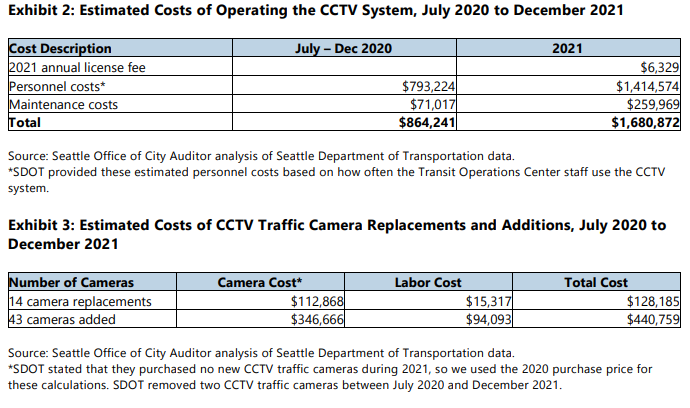 Exhibit 2: Estimated Costs of Operating the CCTV System, July 2020 to December 2021
Cost Description July – Dec 2020 2021
2021 annual license fee $6,329
Personnel costs* $793,224 $1,414,574
Maintenance costs $71,017 $259,969
Total $864,241 $1,680,872
Source: Seattle Office of City Auditor analysis of Seattle Department of Transportation data.
*SDOT provided these estimated personnel costs based on how often the Transit Operations Center staff use the CCTV
system.
Exhibit 3: Estimated Costs of CCTV Traffic Camera Replacements and Additions, July 2020 to
December 2021
Number of Cameras Camera Cost* Labor Cost Total Cost
14 camera replacements $112,868 $15,317 $128,185
43 cameras added $346,666 $94,093 $440,759
Source: Seattle Office of City Auditor analysis of Seattle Department of Transportation data.
*SDOT stated that they purchased no new CCTV traffic cameras during 2021, so we used the 2020 purchase price for
these calculations. SDOT removed two CCTV traffic cameras between July 2020 and December 2021.